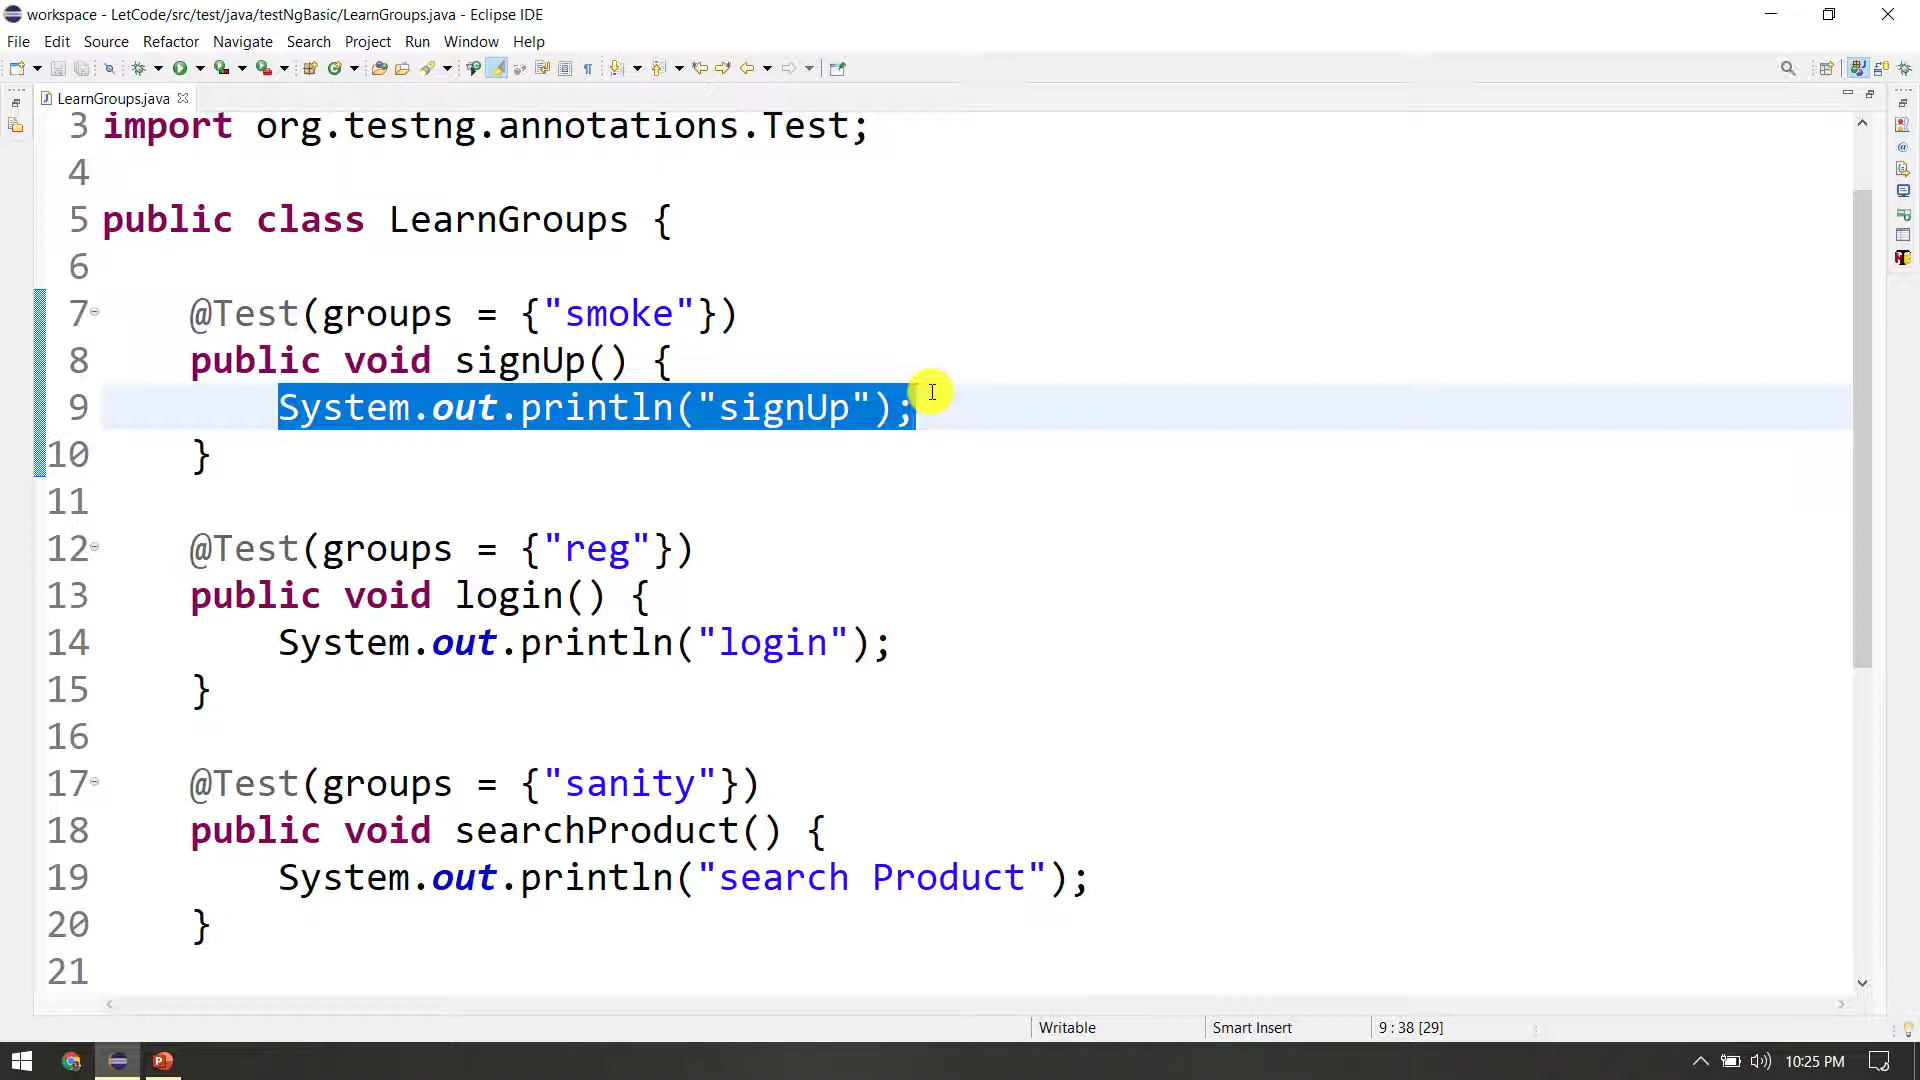 workspace - LetCode/src/test/java/testNgBasic/LearnGroups.java - Eclipse IDE
File Edit Source Refactor Navigate Search Project Run Window Help
LearnGroups.java
3 import org.testng.annotations.Test;
4
5 public class LearnGroups {
6
7 @Test(groups = {"smoke"})
8 public void signUp() {
9 System.out.println("signUp");
10 }
11
12 @Test(groups = {"reg"})
13 public void login() {
14 System.out.println("login");
15 }
16
17 @Test(groups = {"sanity"})
18 public void searchProduct() {
19 System.out.println("search Product");
20 }
21
Writable Smart Insert 9 : 38 [29]
10:25 PM